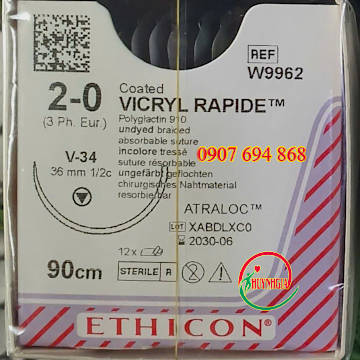 REF
W9962
2-0
(3 Ph. Eur.)
Coated
VICRYL RAPIDE™
Polyglactin 910
undyed braided
absorbable suture
incolore tressé
suture résorbable
ungefärbt geflochten
chirurgisches Nahtmaterial
resorbierbar
0907 694 868
V-34
36 mm 1/2c
ATRALOC™
LOT XABDLXC0
2030-06
12x
90cm
STERILE R
HUYNHGIA
ETHICON®